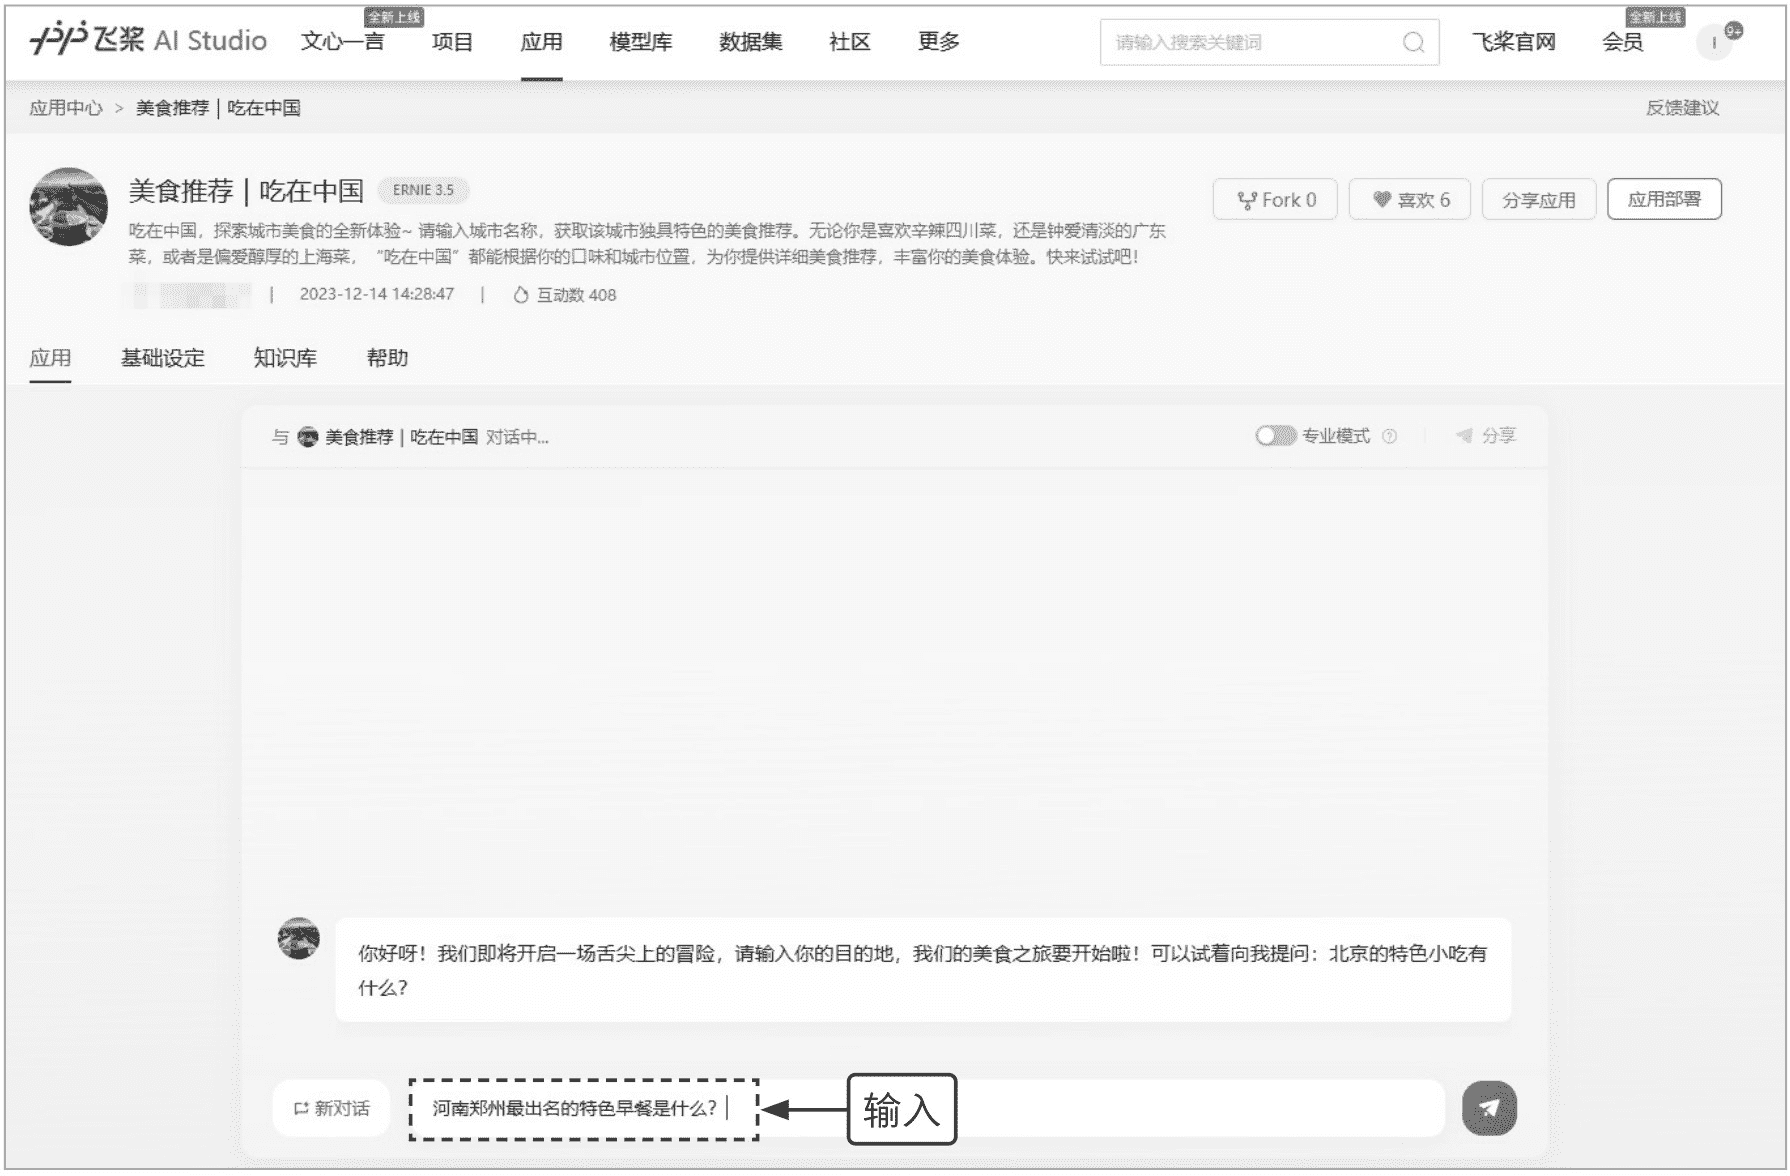 全新上线 全新上线
飞桨 AI Studio 文心一言 项目 应用 模型库 数据集 社区 更多 请输入搜索关键词 飞桨官网 会员 I 9+
应用中心 > 美食推荐 | 吃在中国 反馈建议
美食推荐 | 吃在中国 ERNIE 3.5 Fork 0 喜欢 6 分享应用 应用部署
吃在中国，探索城市美食的全新体验~ 请输入城市名称，获取该城市独具特色的美食推荐。无论你是喜欢辛辣四川菜，还是钟爱清淡的广东
菜，或者是偏爱醇厚的上海菜，“吃在中国”都能根据你的口味和城市位置，为你提供详细美食推荐，丰富你的美食体验。快来试试吧！
| 2023-12-14 14:28:47 | 互动数 408
应用 基础设定 知识库 帮助
与 美食推荐 | 吃在中国 对话中... 专业模式 ? 分享
你好呀！我们即将开启一场舌尖上的冒险，请输入你的目的地，我们的美食之旅要开始啦！可以试着向我提问：北京的特色小吃有
什么？
新对话 河南郑州最出名的特色早餐是什么？ 输入